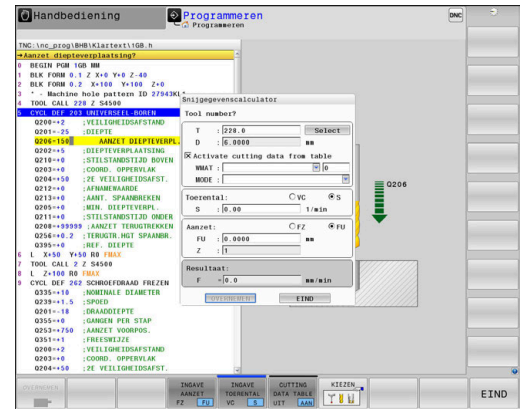 Handbediening
Programmeren
Programmeren
DNC
TNC:\nc_prog\BHB\Klartext\1GB.h
→Aanzet diepteverplaatsing?
0 BEGIN PGM 1GB MM
1 BLK FORM 0.1 Z X+0 Y+0 Z-40
2 BLK FORM 0.2 X+100 Y+100 Z+0
3 * - Machine hole pattern ID 27943KL
4 TOOL CALL 228 Z S4500
5 CYCL DEF 203 UNIVERSEEL-BOREN
Q200=+2 ;VEILIGHEIDSAFSTAND
Q201=-25 ;DIEPTE
Q206=150 AANZET DIEPTEVERPL.
Q202=+5 ;DIEPTEVERPLAATSING
Q210=+0 ;STILSTANDSTIJD BOVEN
Q203=+0 ;COORD. OPPERVLAK
Q204=+50 ;2E VEILIGHEIDSAFST.
Q212=+0 ;AFNAMEWAARDE
Q213=+0 ;AANT. SPAANBREKEN
Q205=+0 ;MIN. DIEPTEVERPL.
Q211=+0 ;STILSTANDSTIJD ONDER
Q208=+99999 ;AANZET TERUGTREKKEN
Q256=+0.2 ;TERUGTR.HGT SPAANBR.
Q395=+0 ;REF. DIEPTE
6 L X+50 Y+50 R0 FMAX
7 TOOL CALL 2 Z S4500
8 L Z+100 R0 FMAX
9 CYCL DEF 262 SCHROEFDRAAD FREZEN
Q335=+10 ;NOMINALE DIAMETER
Q239=+1.5 ;SPOED
Q201=-18 ;DRAADDIEPTE
Q355=+0 ;GANGEN PER STAP
Q253=+750 ;AANZET VOORPOS.
Q351=+1 ;FREESWIJZE
Q200=+2 ;VEILIGHEIDSAFSTAND
Q203=+0 ;COORD. OPPERVLAK
Q204=+50 ;2E VEILIGHEIDSAFST.
Snijgegevenscalculator
Tool number?
T : 228.0 Select
D : 6.0000 mm
Activate cutting data from table
WMAT : 0
MODE :
Toerental: VC S
S : 0.00 1/min
Aanzet: FZ FU
FU : 0.0000 mm
Z : 1
Resultaat:
F = 0.0 mm/min
OVERNEMEN EIND
Q206
OVERNEMEN
INGAVE AANZET FZ FU
INGAVE TOERENTAL VC S
CUTTING DATA TABLE UIT AAN
KIEZEN
EIND